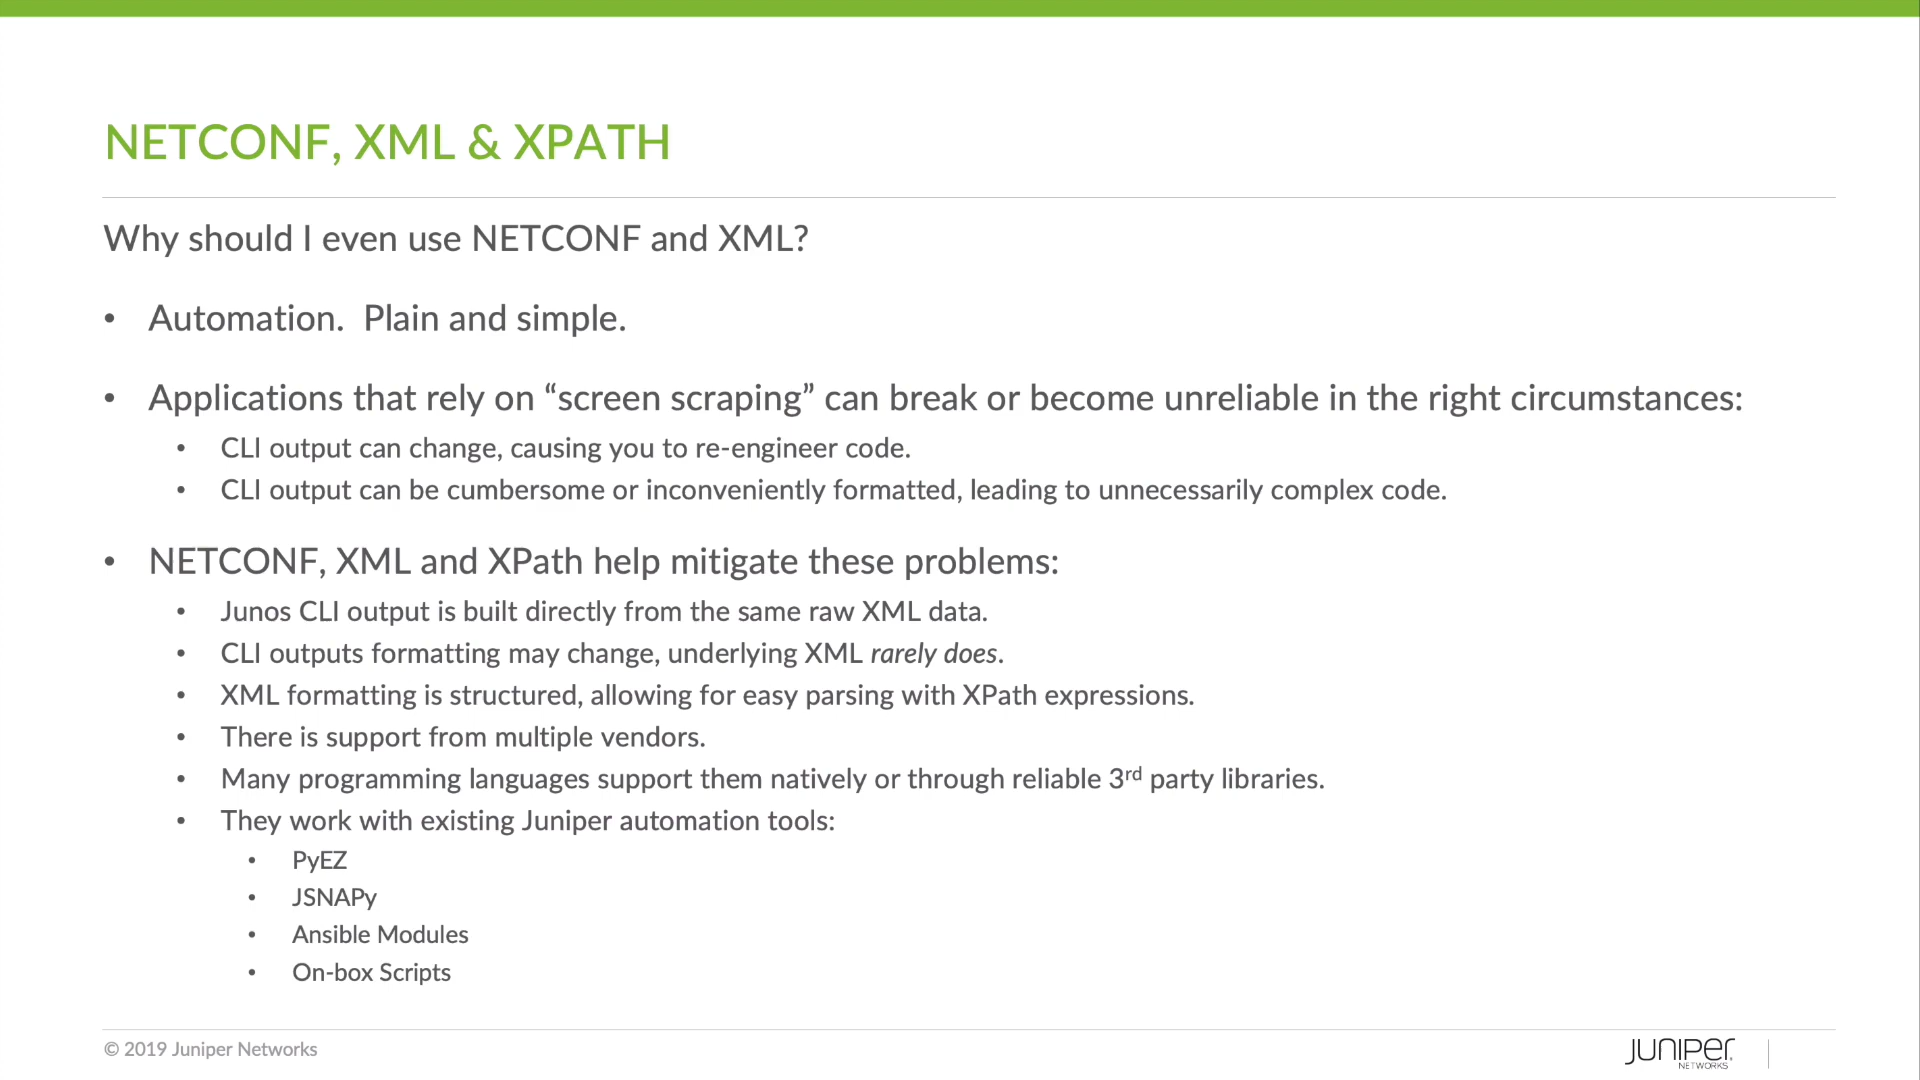 NETCONF, XML & XPATH
Why should I even use NETCONF and XML?
• Automation.  Plain and simple.
• Applications that rely on “screen scraping” can break or become unreliable in the right circumstances:
• CLI output can change, causing you to re-engineer code.
• CLI output can be cumbersome or inconveniently formatted, leading to unnecessarily complex code.
• NETCONF, XML and XPath help mitigate these problems:
• Junos CLI output is built directly from the same raw XML data.
• CLI outputs formatting may change, underlying XML rarely does.
• XML formatting is structured, allowing for easy parsing with XPath expressions.
• There is support from multiple vendors.
• Many programming languages support them natively or through reliable 3rd party libraries.
• They work with existing Juniper automation tools:
• PyEZ
• JSNAPy
• Ansible Modules
• On-box Scripts
© 2019 Juniper Networks
JUNIPER
NETWORKS